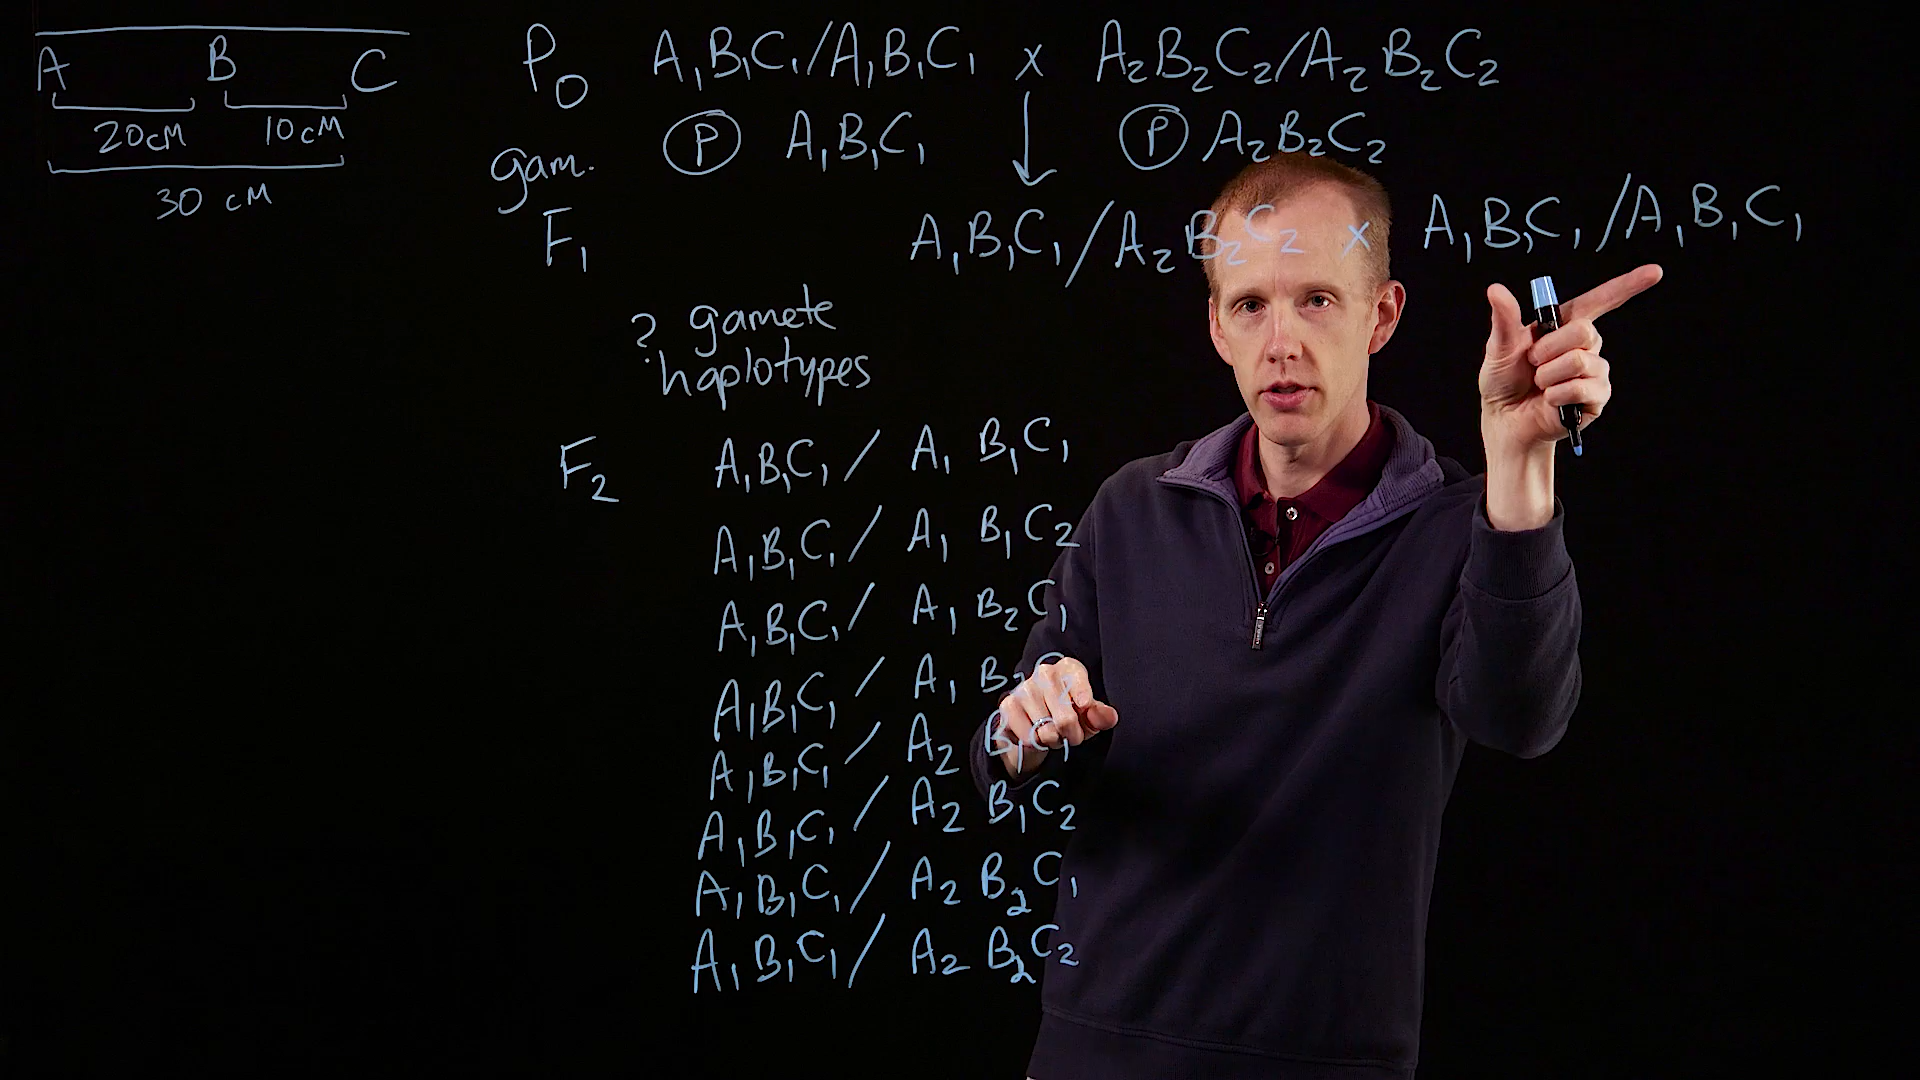 A B C
20cM 10cM
30 cM
P₀ A₁B₁C₁/A₁B₁C₁ x A₂B₂C₂/A₂B₂C₂
gam. Ⓟ A₁B₁C₁ Ⓟ A₂B₂C₂
F₁ A₁B₁C₁/A₂B₂C₂ x A₁B₁C₁/A₁B₁C₁
? gamete
haplotypes
F₂ A₁B₁C₁/ A₁ B₁C₁
A₁B₁C₁/ A₁ B₁C₂
A₁B₁C₁/ A₁ B₂C₁
A₁B₁C₁/ A₁ B₂C₂
A₁B₁C₁/ A₂ B₁C₁
A₁B₁C₁/ A₂ B₁C₂
A₁B₁C₁/ A₂ B₂C₁
A₁B₁C₁/ A₂ B₂C₂